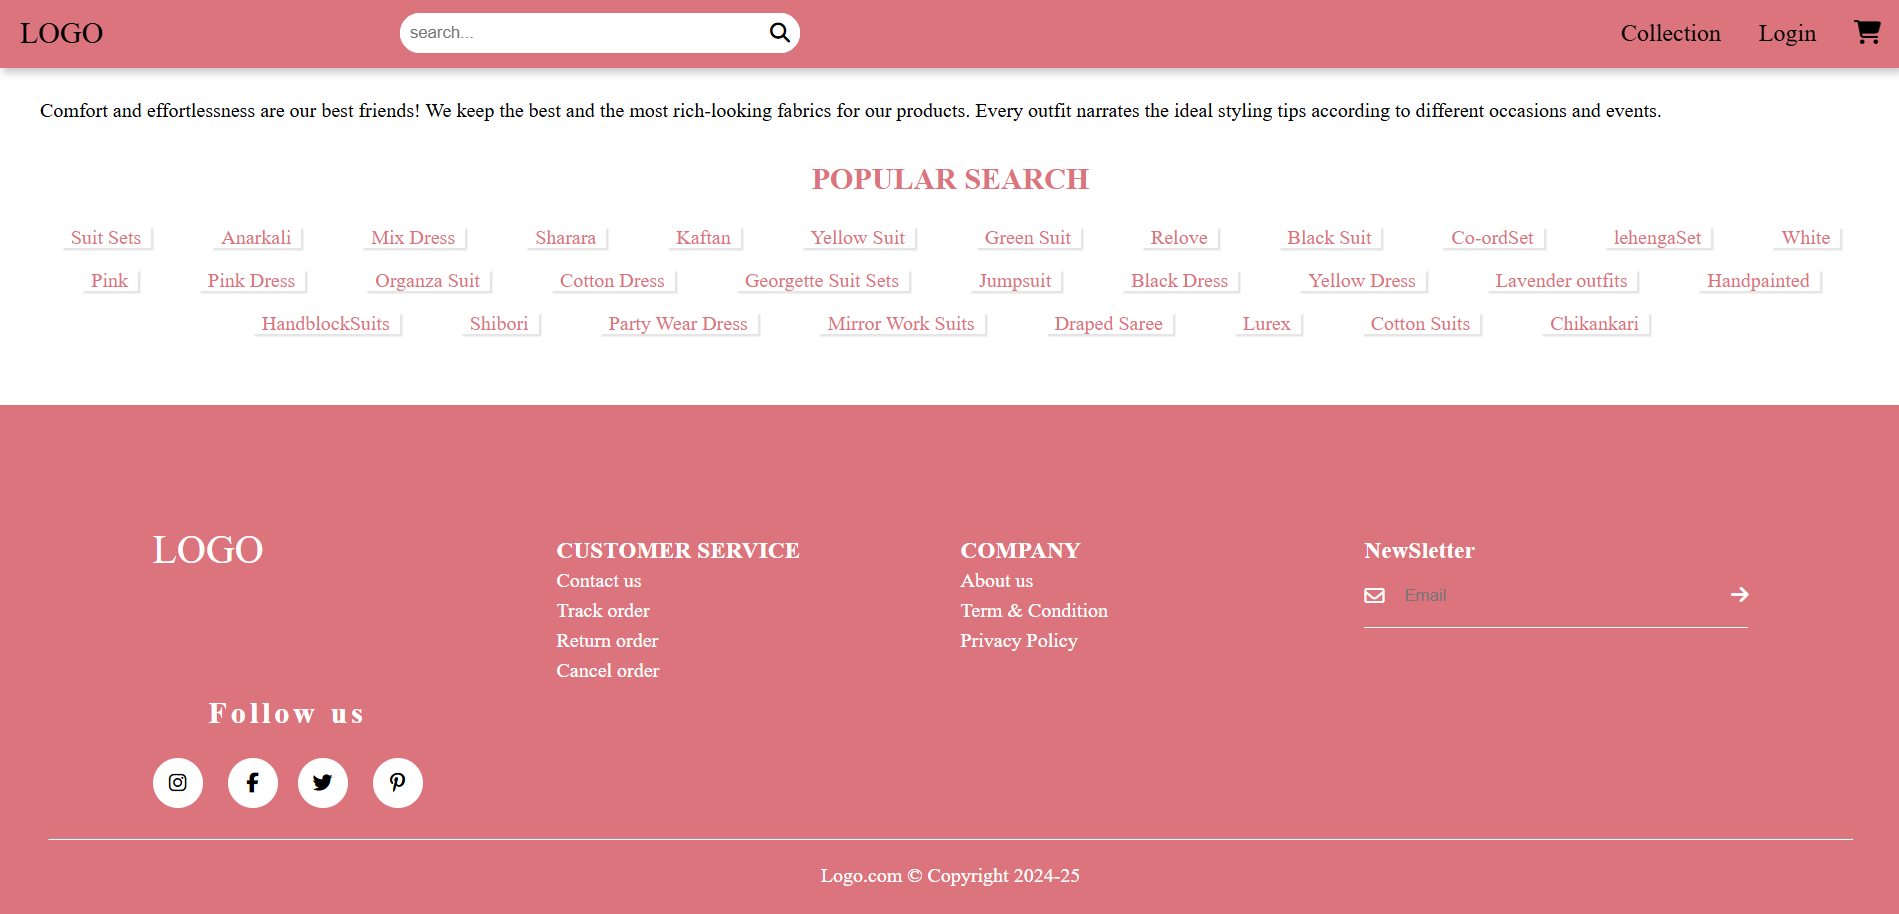 LOGO search... Collection Login
Comfort and effortlessness are our best friends! We keep the best and the most rich-looking fabrics for our products. Every outfit narrates the ideal styling tips according to different occasions and events.
POPULAR SEARCH
Suit Sets Anarkali Mix Dress Sharara Kaftan Yellow Suit Green Suit Relove Black Suit Co-ordSet lehengaSet White
Pink Pink Dress Organza Suit Cotton Dress Georgette Suit Sets Jumpsuit Black Dress Yellow Dress Lavender outfits Handpainted
HandblockSuits Shibori Party Wear Dress Mirror Work Suits Draped Saree Lurex Cotton Suits Chikankari
LOGO
Follow us
CUSTOMER SERVICE
Contact us
Track order
Return order
Cancel order
COMPANY
About us
Term & Condition
Privacy Policy
NewSletter
Email
Logo.com © Copyright 2024-25